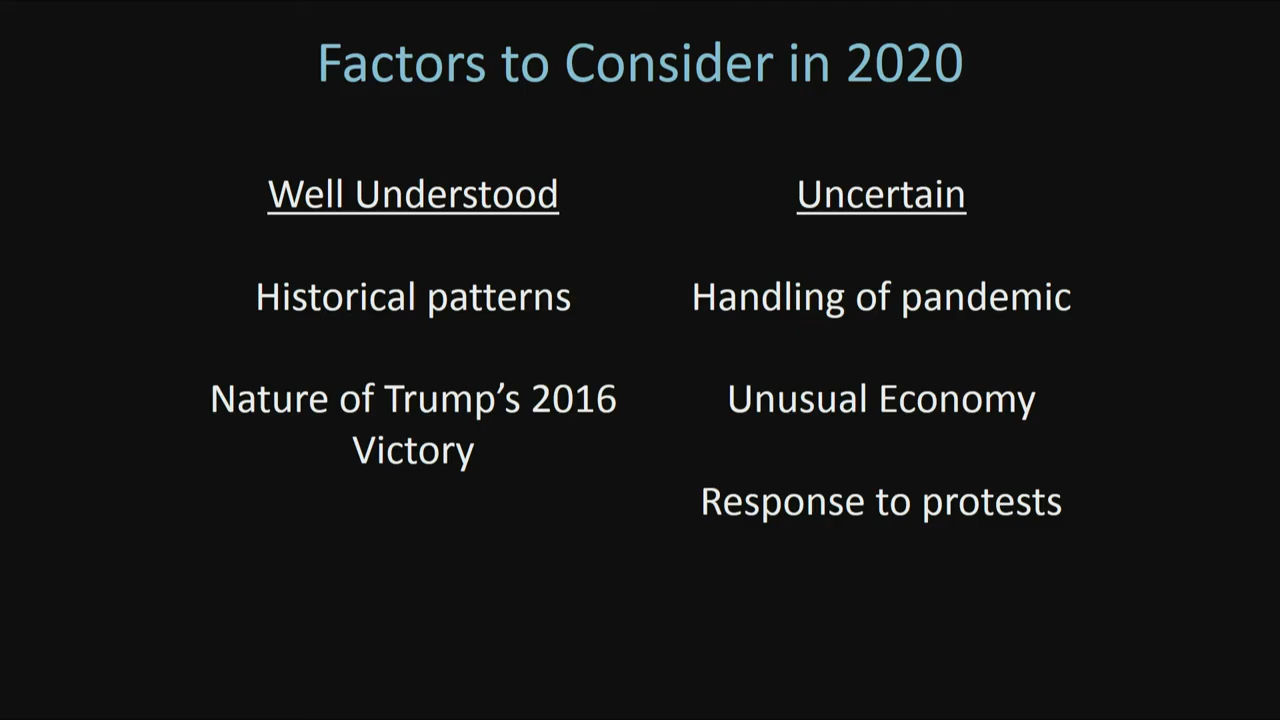 Factors to Consider in 2020
Well Understood
Historical patterns
Nature of Trump’s 2016
Victory
Uncertain
Handling of pandemic
Unusual Economy
Response to protests